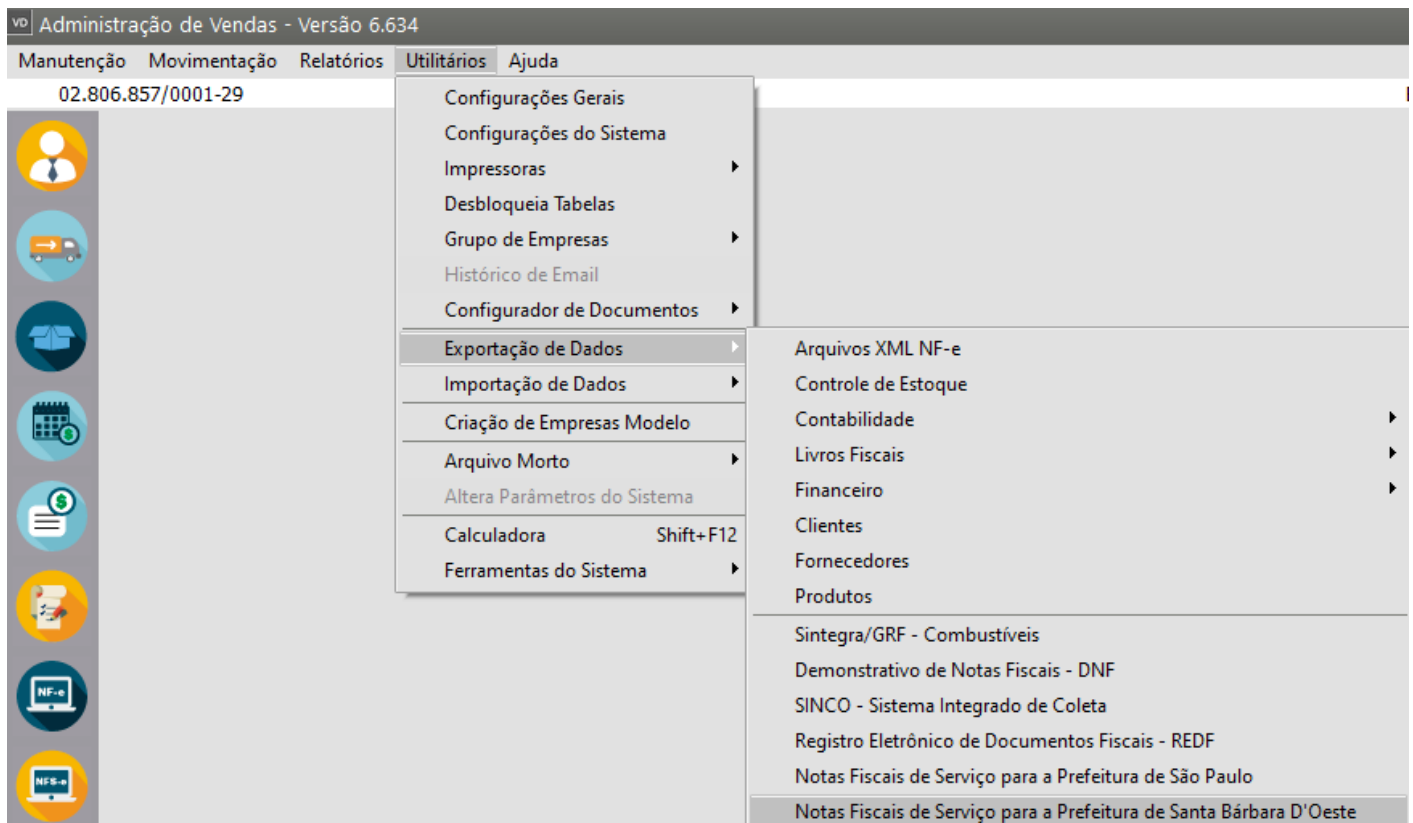 VD Administração de Vendas - Versão 6.634
Manutenção Movimentação Relatórios Utilitários Ajuda
02.806.857/0001-29
Configurações Gerais
Configurações do Sistema
Impressoras
Desbloqueia Tabelas
Grupo de Empresas
Histórico de Email
Configurador de Documentos
Exportação de Dados
Importação de Dados
Criação de Empresas Modelo
Arquivo Morto
Altera Parâmetros do Sistema
Calculadora Shift+F12
Ferramentas do Sistema
Arquivos XML NF-e
Controle de Estoque
Contabilidade
Livros Fiscais
Financeiro
Clientes
Fornecedores
Produtos
Sintegra/GRF - Combustíveis
Demonstrativo de Notas Fiscais - DNF
SINCO - Sistema Integrado de Coleta
Registro Eletrônico de Documentos Fiscais - REDF
Notas Fiscais de Serviço para a Prefeitura de São Paulo
Notas Fiscais de Serviço para a Prefeitura de Santa Bárbara D'Oeste
NF-e
NFS-e